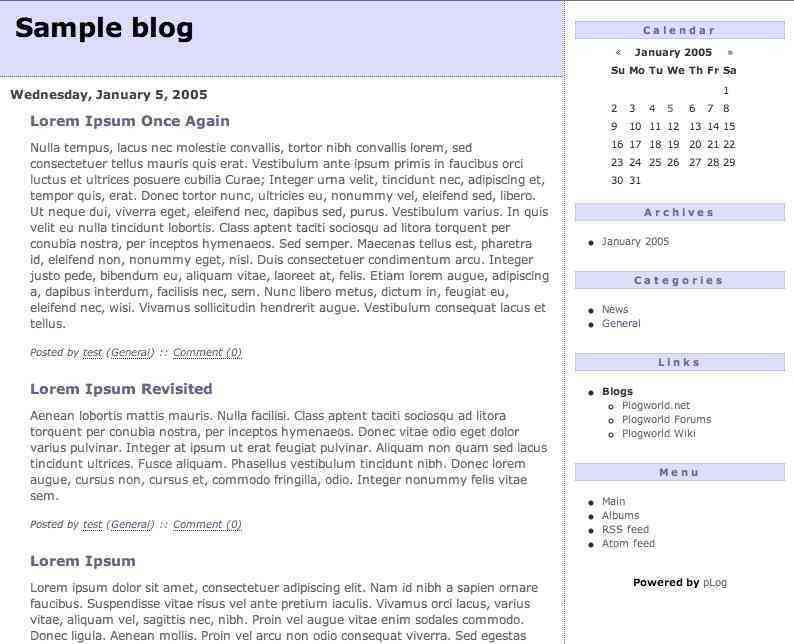 Sample blog
Wednesday, January 5, 2005
Lorem Ipsum Once Again
Nulla tempus, lacus nec molestie convallis, tortor nibh convallis lorem, sed
consectetuer tellus mauris quis erat. Vestibulum ante ipsum primis in faucibus orci
luctus et ultrices posuere cubilia Curae; Integer urna velit, tincidunt nec, adipiscing et,
tempor quis, erat. Donec tortor nunc, ultricies eu, nonummy vel, eleifend sed, libero.
Ut neque dui, viverra eget, eleifend nec, dapibus sed, purus. Vestibulum varius. In quis
velit eu nulla tincidunt lobortis. Class aptent taciti sociosqu ad litora torquent per
conubia nostra, per inceptos hymenaeos. Sed semper. Maecenas tellus est, pharetra
id, eleifend non, nonummy eget, nisl. Duis consectetuer condimentum arcu. Integer
justo pede, bibendum eu, aliquam vitae, laoreet at, felis. Etiam lorem augue, adipiscing
a, dapibus interdum, facilisis nec, sem. Nunc libero metus, dictum in, feugiat eu,
eleifend nec, wisi. Vivamus sollicitudin hendrerit augue. Vestibulum consequat lacus et
tellus.
Posted by test (General) :: Comment (0)
Lorem Ipsum Revisited
Aenean lobortis mattis mauris. Nulla facilisi. Class aptent taciti sociosqu ad litora
torquent per conubia nostra, per inceptos hymenaeos. Donec vitae odio eget dolor
varius pulvinar. Integer at ipsum ut erat feugiat pulvinar. Aliquam non quam sed lacus
tincidunt ultrices. Fusce aliquam. Phasellus vestibulum tincidunt nibh. Donec lorem
augue, cursus non, cursus et, commodo fringilla, odio. Integer nonummy felis vitae
sem.
Posted by test (General) :: Comment (0)
Lorem Ipsum
Lorem ipsum dolor sit amet, consectetuer adipiscing elit. Nam id nibh a sapien ornare
faucibus. Suspendisse vitae risus vel ante pretium iaculis. Vivamus orci lacus, varius
vitae, aliquam vel, sagittis nec, nibh. Proin vel augue vitae enim sodales commodo.
Donec ligula. Aenean mollis. Proin vel arcu non odio consequat viverra. Sed egestas
Calendar
« January 2005 »
Su Mo Tu We Th Fr Sa
1
2 3 4 5 6 7 8
9 10 11 12 13 14 15
16 17 18 19 20 21 22
23 24 25 26 27 28 29
30 31
Archives
January 2005
Categories
News
General
Links
Blogs
Plogworld.net
Plogworld Forums
Plogworld Wiki
Menu
Main
Albums
RSS feed
Atom feed
Powered by pLog